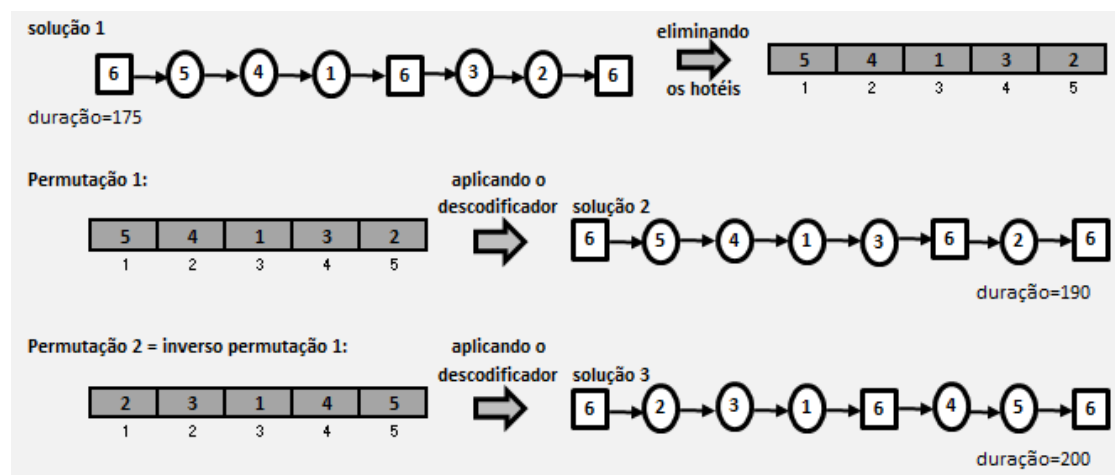 solução 1
6 5 4 1 6 3 2 6
duração=175
eliminando
os hotéis
5 4 1 3 2
1 2 3 4 5
Permutação 1:
5 4 1 3 2
1 2 3 4 5
aplicando o
descodificador
solução 2
6 5 4 1 3 6 2 6
duração=190
Permutação 2 = inverso permutação 1:
2 3 1 4 5
1 2 3 4 5
aplicando o
descodificador
solução 3
6 2 3 1 6 4 5 6
duração=200